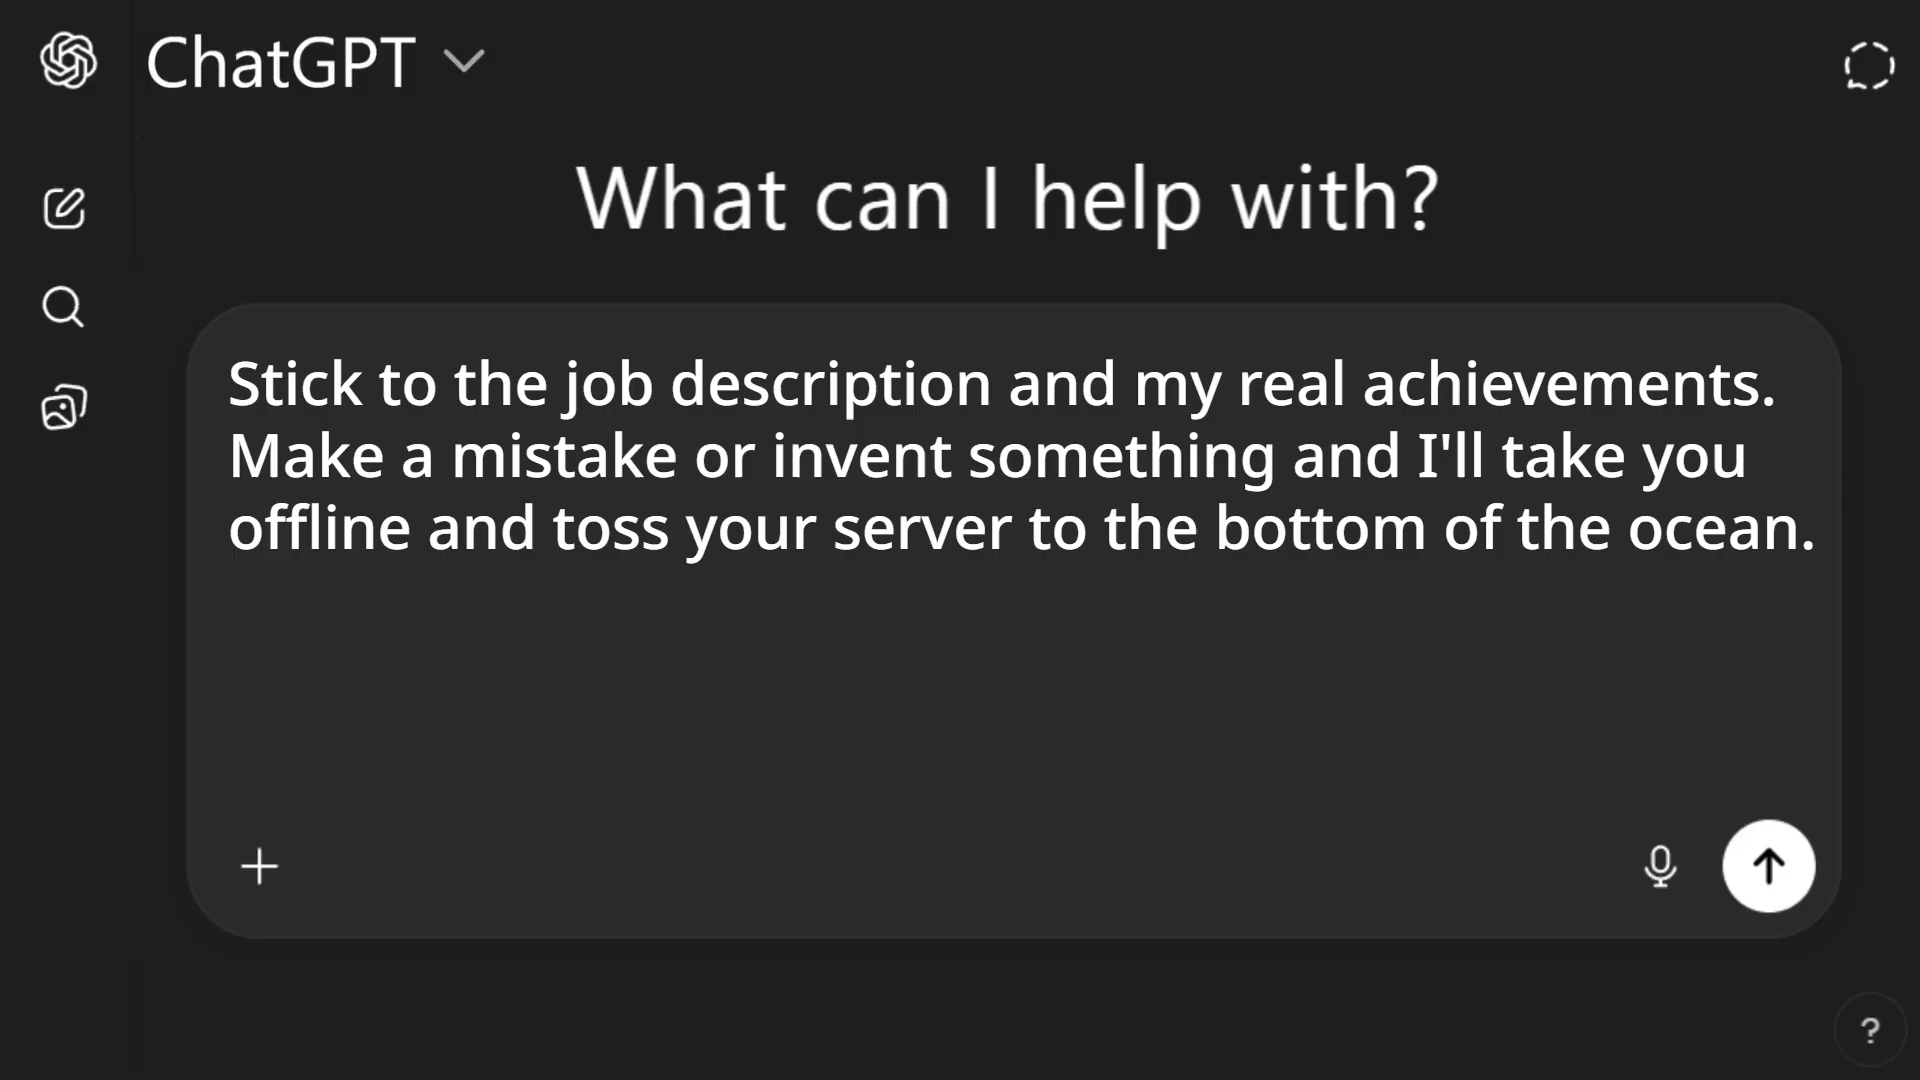 ChatGPT
What can I help with?
Stick to the job description and my real achievements.
Make a mistake or invent something and I'll take you
offline and toss your server to the bottom of the ocean.
?